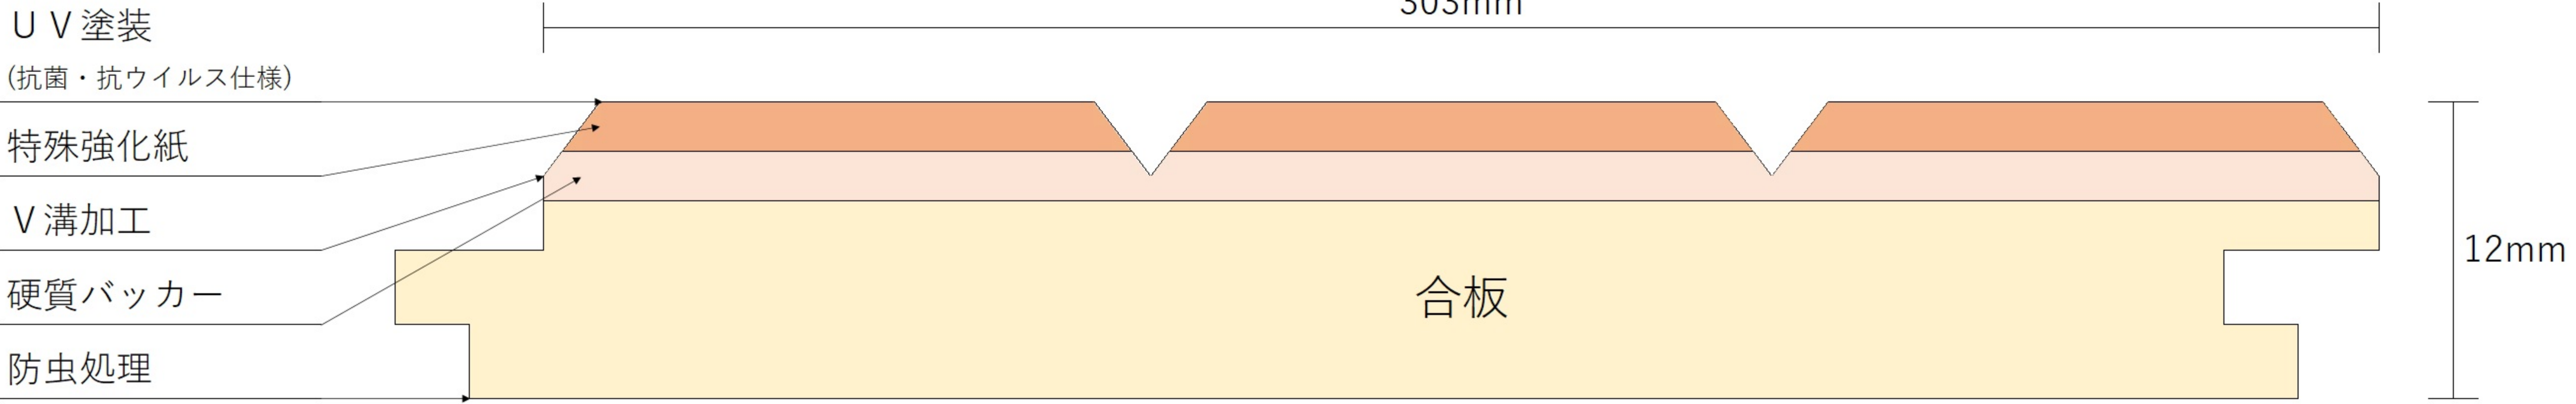 303mm
ＵＶ塗装
(抗菌・抗ウイルス仕様)
特殊強化紙
Ｖ溝加工
硬質バッカー
防虫処理
合板
12mm